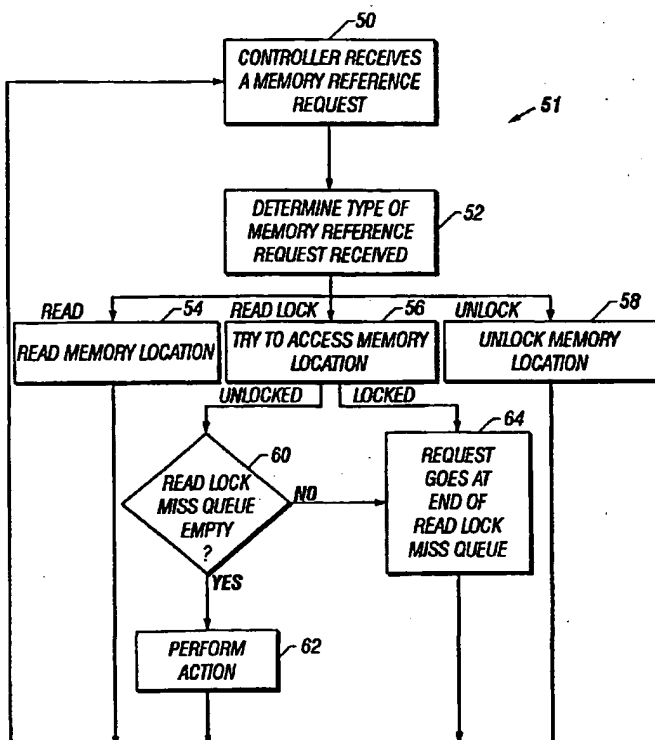 50
CONTROLLER RECEIVES
A MEMORY REFERENCE
REQUEST
51
52
DETERMINE TYPE OF
MEMORY REFERENCE
REQUEST RECEIVED
READ
54
READ LOCK
56
UNLOCK
58
READ MEMORY LOCATION
TRY TO ACCESS MEMORY
LOCATION
UNLOCK MEMORY
LOCATION
UNLOCKED
LOCKED
60
READ LOCK
MISS QUEUE
EMPTY
?
NO
YES
64
REQUEST
GOES AT
END OF
READ LOCK
MISS QUEUE
PERFORM
ACTION
62